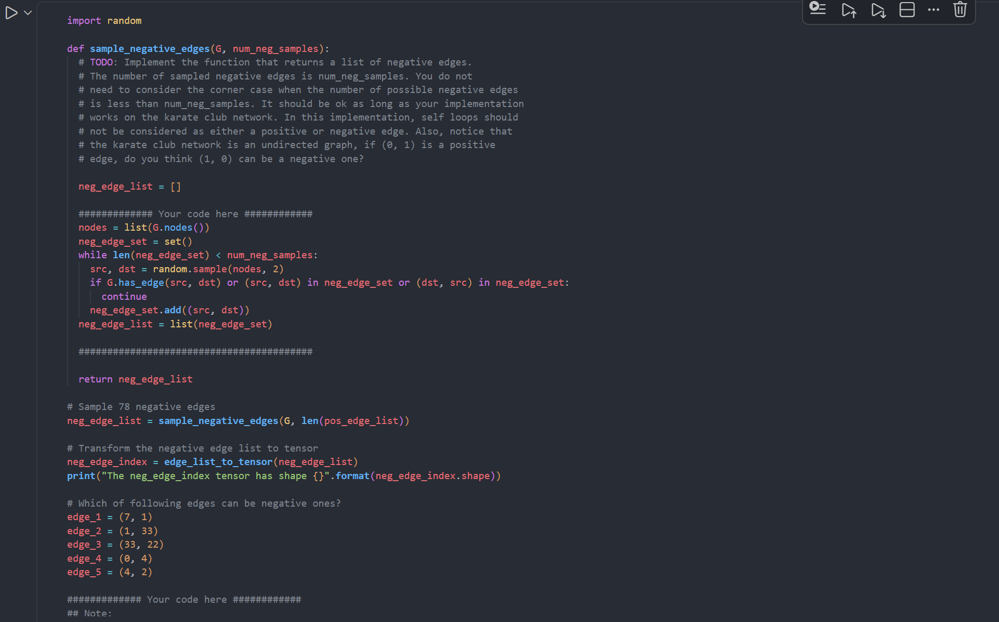 import random
def sample_negative_edges(G, num_neg_samples):
# TODO: Implement the function that returns a list of negative edges.
# The number of sampled negative edges is num_neg_samples. You do not
# need to consider the corner case when the number of possible negative edges
# is less than num_neg_samples. It should be ok as long as your implementation
# works on the karate club network. In this implementation, self loops should
# not be considered as either a positive or negative edge. Also, notice that
# the karate club network is an undirected graph, if (0, 1) is a positive
# edge, do you think (1, 0) can be a negative one?
neg_edge_list = []
############# Your code here ############
nodes = list(G.nodes())
neg_edge_set = set()
while len(neg_edge_set) < num_neg_samples:
src, dst = random.sample(nodes, 2)
if G.has_edge(src, dst) or (src, dst) in neg_edge_set or (dst, src) in neg_edge_set:
continue
neg_edge_set.add((src, dst))
neg_edge_list = list(neg_edge_set)
#########################################
return neg_edge_list
# Sample 78 negative edges
neg_edge_list = sample_negative_edges(G, len(pos_edge_list))
# Transform the negative edge list to tensor
neg_edge_index = edge_list_to_tensor(neg_edge_list)
print("The neg_edge_index tensor has shape {}".format(neg_edge_index.shape))
# Which of following edges can be negative ones?
edge_1 = (7, 1)
edge_2 = (1, 33)
edge_3 = (33, 22)
edge_4 = (0, 4)
edge_5 = (4, 2)
############# Your code here ############
## Note: